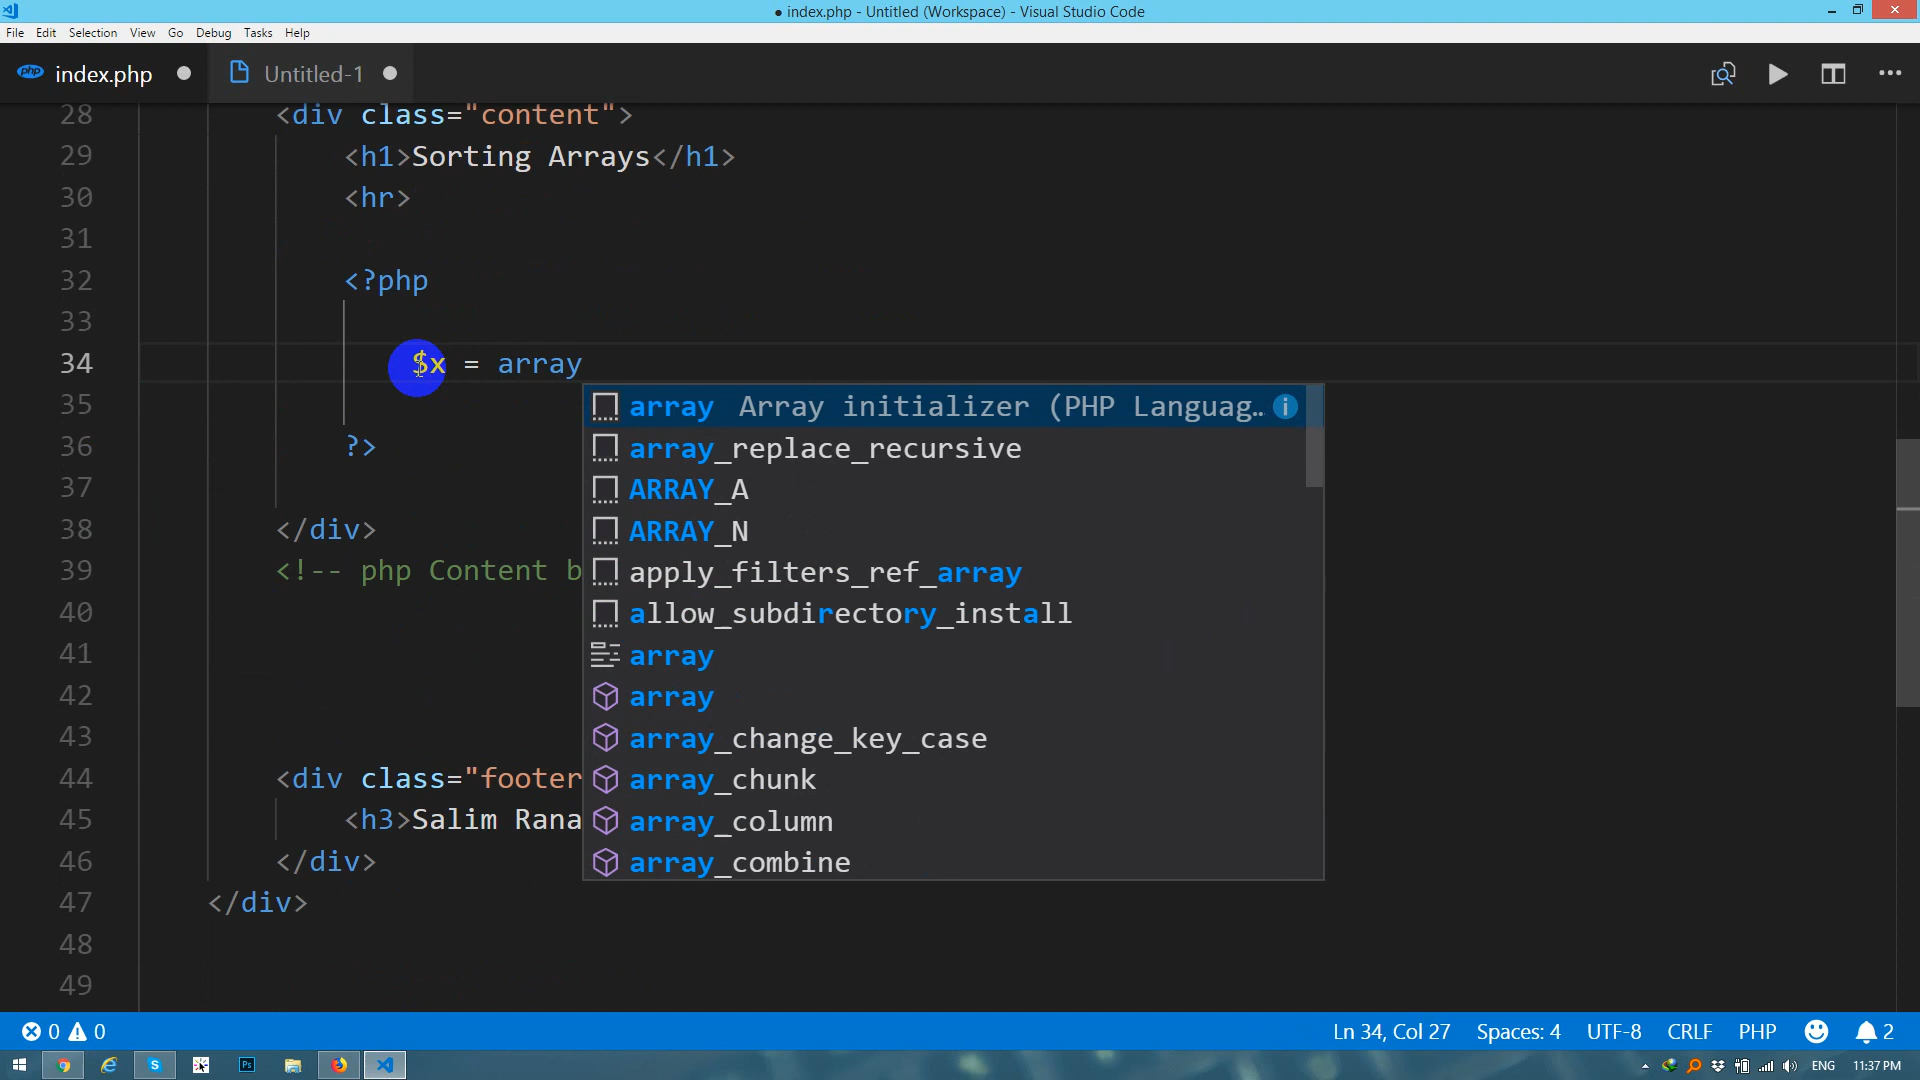 ● index.php - Untitled (Workspace) - Visual Studio Code
File Edit Selection View Go Debug Tasks Help
php index.php Untitled-1
28 <div class="content">
29 <h1>Sorting Arrays</h1>
30 <hr>
31
32 <?php
33
34 $x = array
35
36 ?>
37
38 </div>
39 <!-- php Content b
40
41
42
43
44 <div class="footer
45 <h3>Salim Rana
46 </div>
47 </div>
48
49
array Array initializer (PHP Languag…
array_replace_recursive
ARRAY_A
ARRAY_N
apply_filters_ref_array
allow_subdirectory_install
array
array
array_change_key_case
array_chunk
array_column
array_combine
0 0 Ln 34, Col 27 Spaces: 4 UTF-8 CRLF PHP 2
ENG 11:37 PM